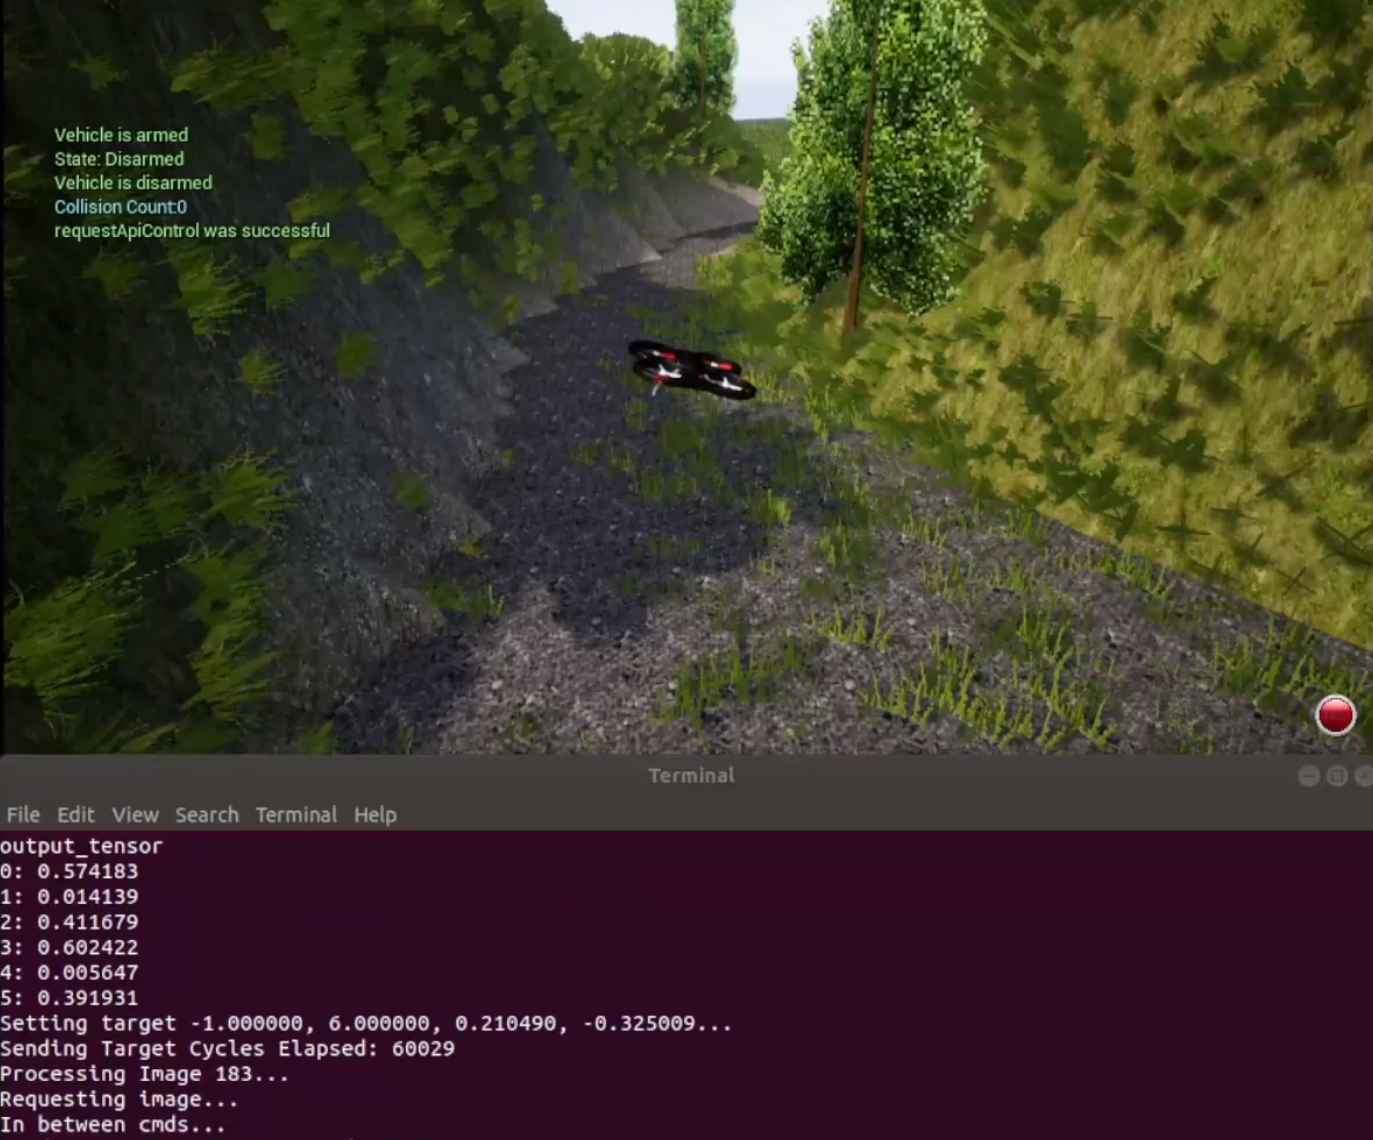 Vehicle is armed
State: Disarmed
Vehicle is disarmed
Collision Count:0
requestApiControl was successful
Terminal
File Edit View Search Terminal Help
output_tensor
0: 0.574183
1: 0.014139
2: 0.411679
3: 0.602422
4: 0.005647
5: 0.391931
Setting target -1.000000, 6.000000, 0.210490, -0.325009...
Sending Target Cycles Elapsed: 60029
Processing Image 183...
Requesting image...
In between cmds...